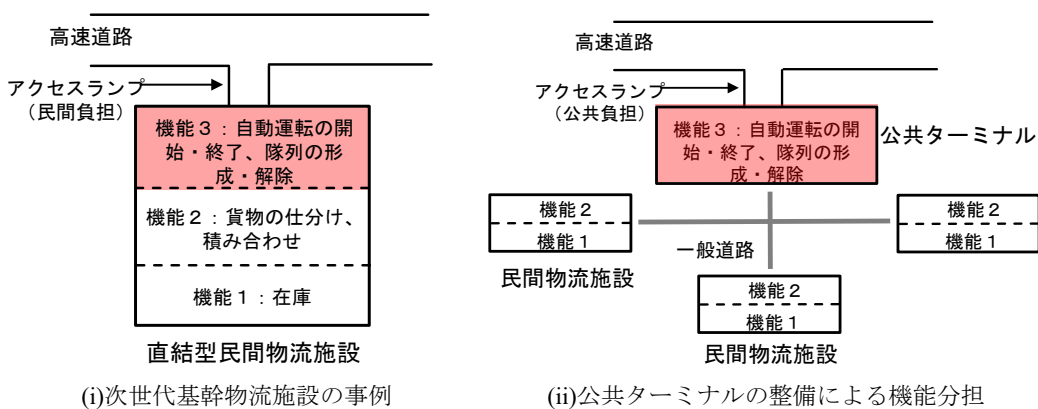 高速道路
アクセスランプ
（民間負担）
機能３：自動運転の開
始・終了、隊列の形
成・解除
機能２：貨物の仕分け、
積み合わせ
機能１：在庫
直結型民間物流施設
(i)次世代基幹物流施設の事例
高速道路
アクセスランプ
（公共負担）
機能３：自動運転の開
始・終了、隊列の形
成・解除
公共ターミナル
機能２
機能１
民間物流施設
一般道路
機能２
機能１
機能２
機能１
民間物流施設
(ii)公共ターミナルの整備による機能分担